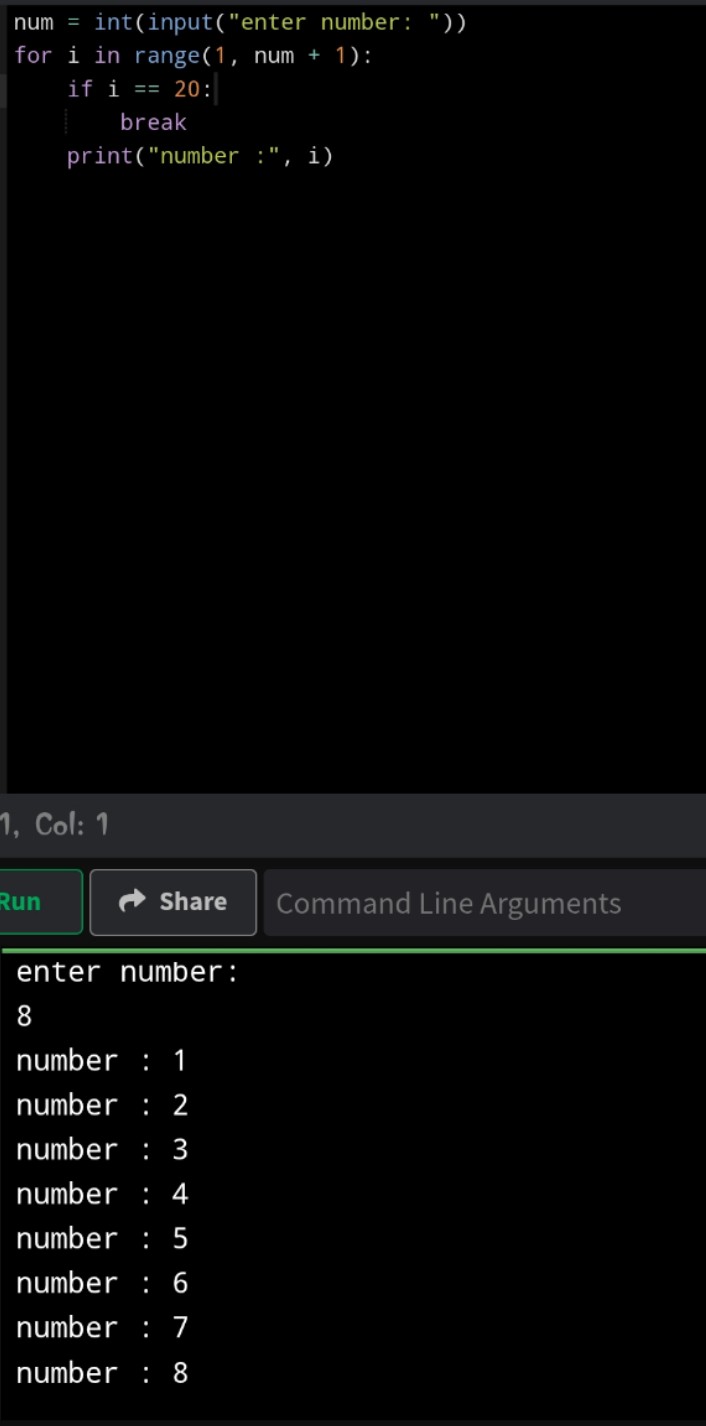 num = int(input("enter number: "))
for i in range(1, num + 1):
    if i == 20:
        break
    print("number :", i)
1, Col: 1
Run Share Command Line Arguments
enter number:
8
number : 1
number : 2
number : 3
number : 4
number : 5
number : 6
number : 7
number : 8